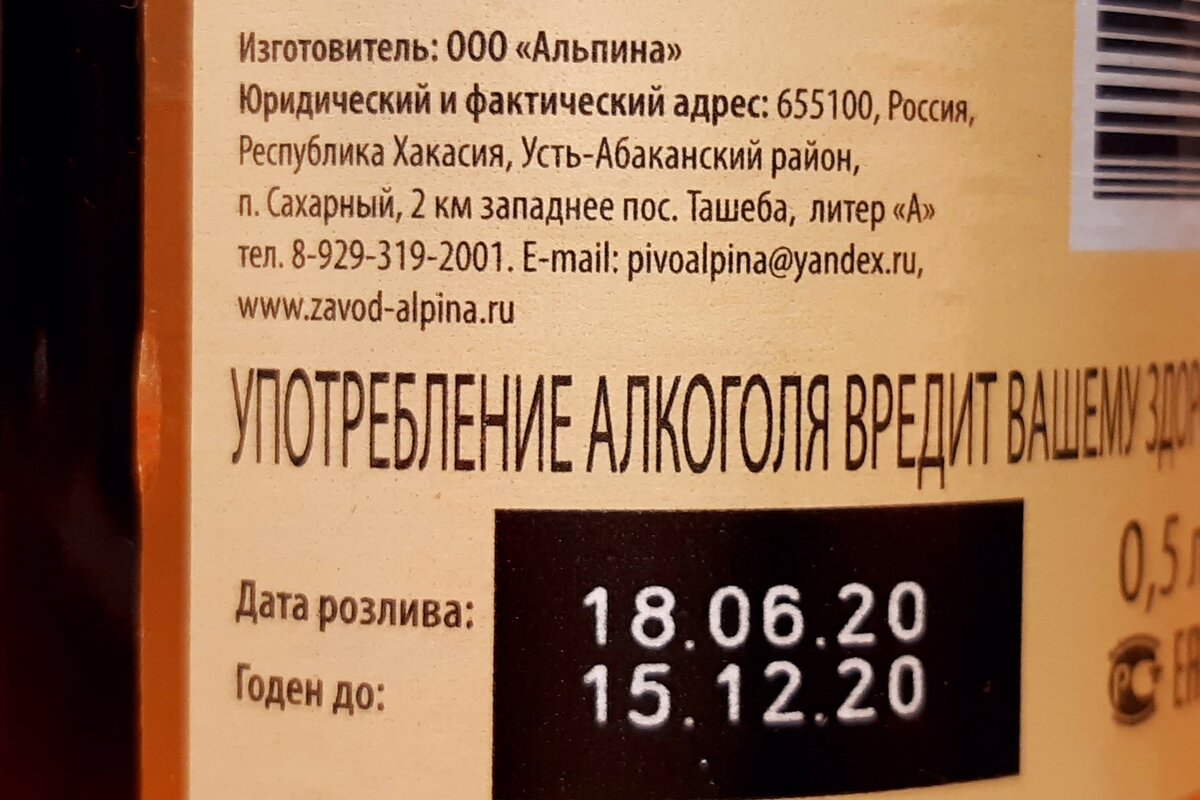 Изготовитель: ООО «Альпина»
Юридический и фактический адрес: 655100, Россия,
Республика Хакасия, Усть-Абаканский район,
п. Сахарный, 2 км западнее пос. Ташеба, литер «А»
тел. 8-929-319-2001. E-mail: pivoalpina@yandex.ru,
www.zavod-alpina.ru
УПОТРЕБЛЕНИЕ АЛКОГОЛЯ ВРЕДИТ ВАШЕМУ
0,5 л
Дата розлива: 18.06.20
Годен до: 15.12.20